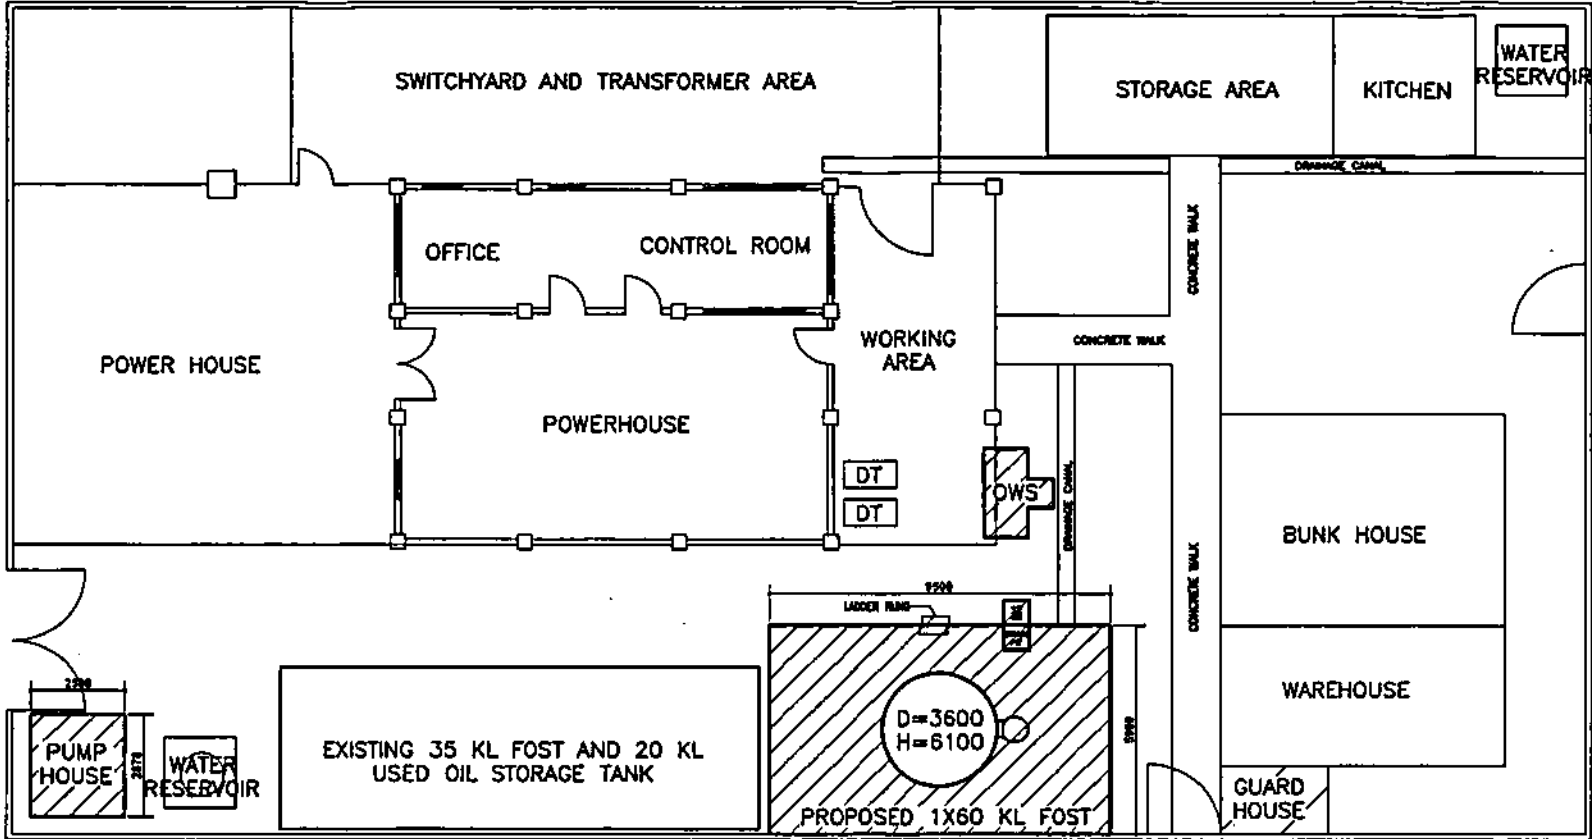 SWITCHYARD AND TRANSFORMER AREA
STORAGE AREA
KITCHEN
WATER
RESERVOIR
DRAINAGE CANAL
OFFICE
CONTROL ROOM
CONCRETE WALK
POWER HOUSE
WORKING
AREA
CONCRETE WALK
POWERHOUSE
DT
DT
OWS
DRAINAGE CANAL
BUNK HOUSE
CONCRETE WALK
LADDER RUNG
WAREHOUSE
D=3600
H=6100
PUMP
HOUSE
WATER
RESERVOIR
EXISTING 35 KL FOST AND 20 KL
USED OIL STORAGE TANK
PROPOSED 1X60 KL FOST
GUARD
HOUSE